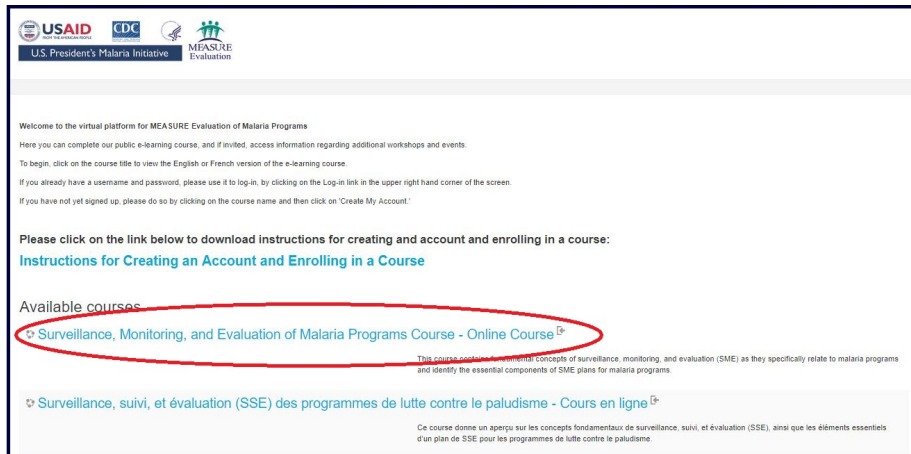 USAID
FROM THE AMERICAN PEOPLE
CDC
U.S. President's Malaria Initiative
MEASURE
Evaluation
Welcome to the virtual platform for MEASURE Evaluation of Malaria Programs
Here you can complete our public e-learning course, and if invited, access information regarding additional workshops and events.
To begin, click on the course title to view the English or French version of the e-learning course.
If you already have a username and password, please use it to log-in, by clicking on the Log-in link in the upper right hand corner of the screen.
If you have not yet signed up, please do so by clicking on the course name and then click on 'Create My Account.'
Please click on the link below to download instructions for creating and account and enrolling in a course:
Instructions for Creating an Account and Enrolling in a Course
Available courses
Surveillance, Monitoring, and Evaluation of Malaria Programs Course - Online Course
This course contains fundamental concepts of surveillance, monitoring, and evaluation (SME) as they specifically relate to malaria programs
and identify the essential components of SME plans for malaria programs.
Surveillance, suivi, et évaluation (SSE) des programmes de lutte contre le paludisme - Cours en ligne
Ce course donne un aperçu sur les concepts fondamentaux de surveillance, suivi, et évaluation (SSE), ainsi que les éléments essentiels
d'un plan de SSE pour les programmes de lutte contre le paludisme.